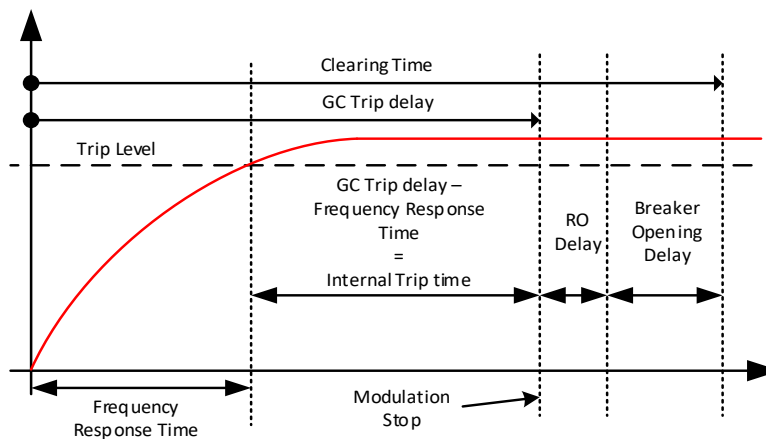 Clearing Time
GC Trip delay
Trip Level
GC Trip delay –
Frequency Response
Time
=
Internal Trip time
RO
Delay
Breaker
Opening
Delay
Frequency
Response Time
Modulation
Stop